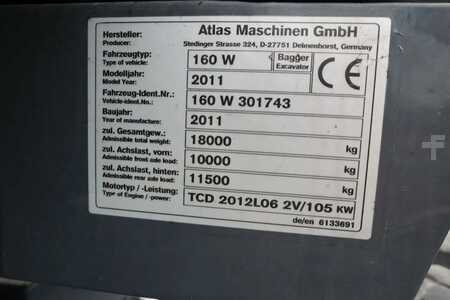 Hersteller: Atlas Maschinen GmbH
Producer: Stedinger Strasse 324, D-27751 Delmenhorst, Germany
Fahrzeugtyp: 160 W Bagger
Type of vehicle: Excavator CE
Modelljahr: 2011
Model Year:
Fahrzeug-Ident.Nr.: 160 W 301743
Vehicle-ident.No.:
Baujahr: 2011
Year of manufacture:
zul. Gesamtgew.: 18000 kg
Admissible total weight:
zul. Achslast, vorn: 10000 kg
Admissible front axle load:
zul. Achslast, hinten: 11500 kg
Admissible rear axle load:
Motortyp / -Leistung: TCD 2012L06 2V/105 KW
Type of Engine / -power:
de/en 6133691